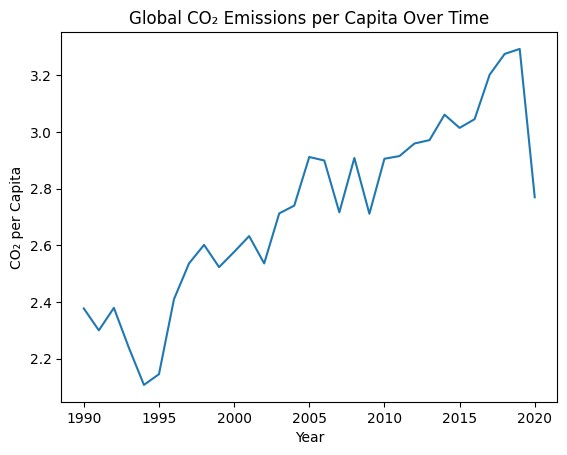 Global CO₂ Emissions per Capita Over Time
CO₂ per Capita
3.2
3.0
2.8
2.6
2.4
2.2
1990 1995 2000 2005 2010 2015 2020
Year